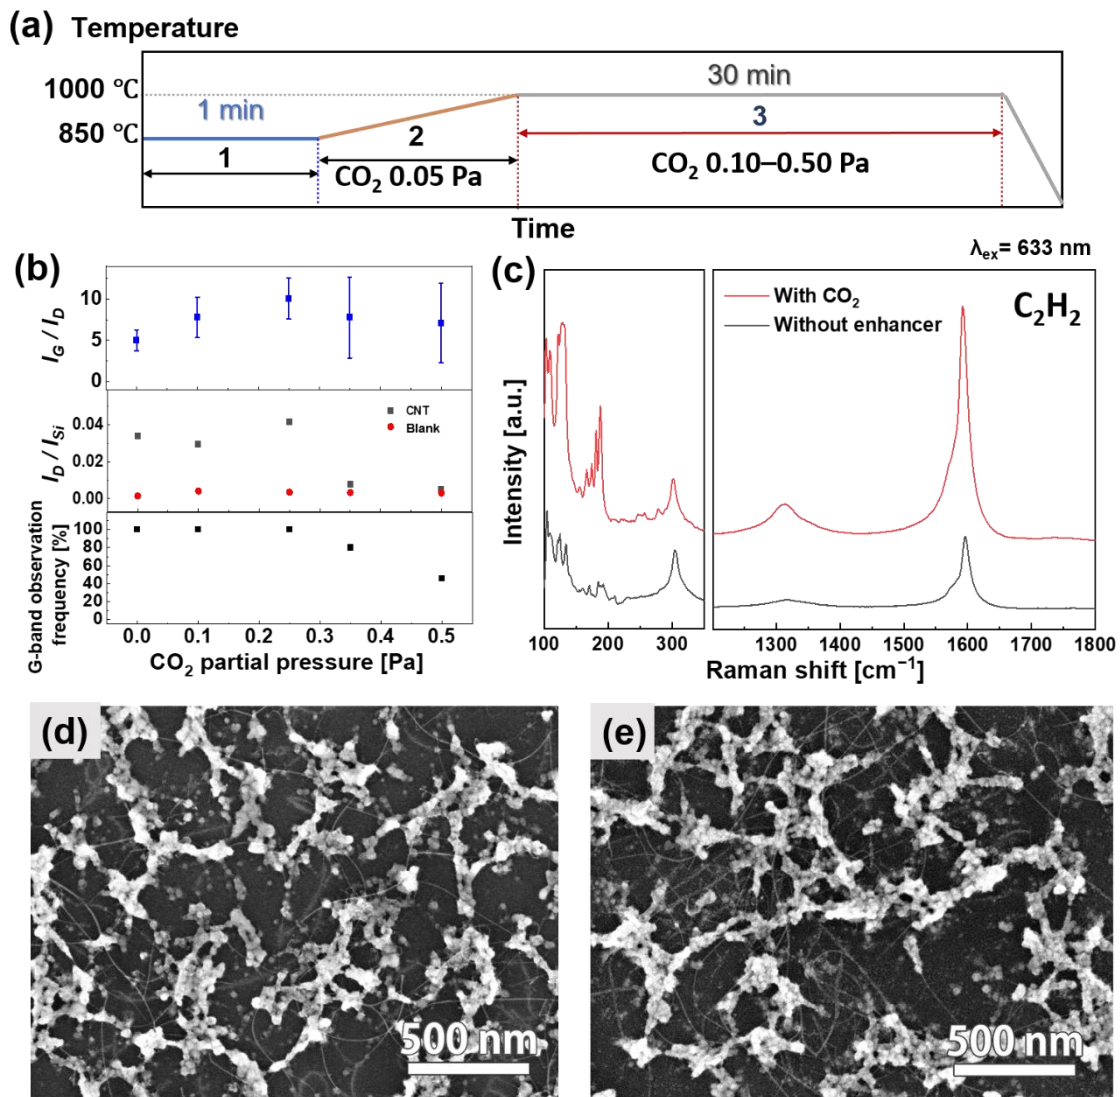 (a) Temperature
1000 °C
850 °C
1 min
30 min
1
2
3
CO₂ 0.05 Pa
CO₂ 0.10–0.50 Pa
Time
(b)
I_G / I_D
10
5
0
I_D / I_Si
0.04
0.02
0.00
CNT
Blank
G-band observation
frequency [%]
100
80
60
40
20
0
0.0 0.1 0.2 0.3 0.4 0.5
CO₂ partial pressure [Pa]
(c)
λex= 633 nm
With CO₂
Without enhancer
C₂H₂
Intensity [a.u.]
100 200 300 1300 1400 1500 1600 1700 1800
Raman shift [cm⁻¹]
(d)
500 nm
(e)
500 nm